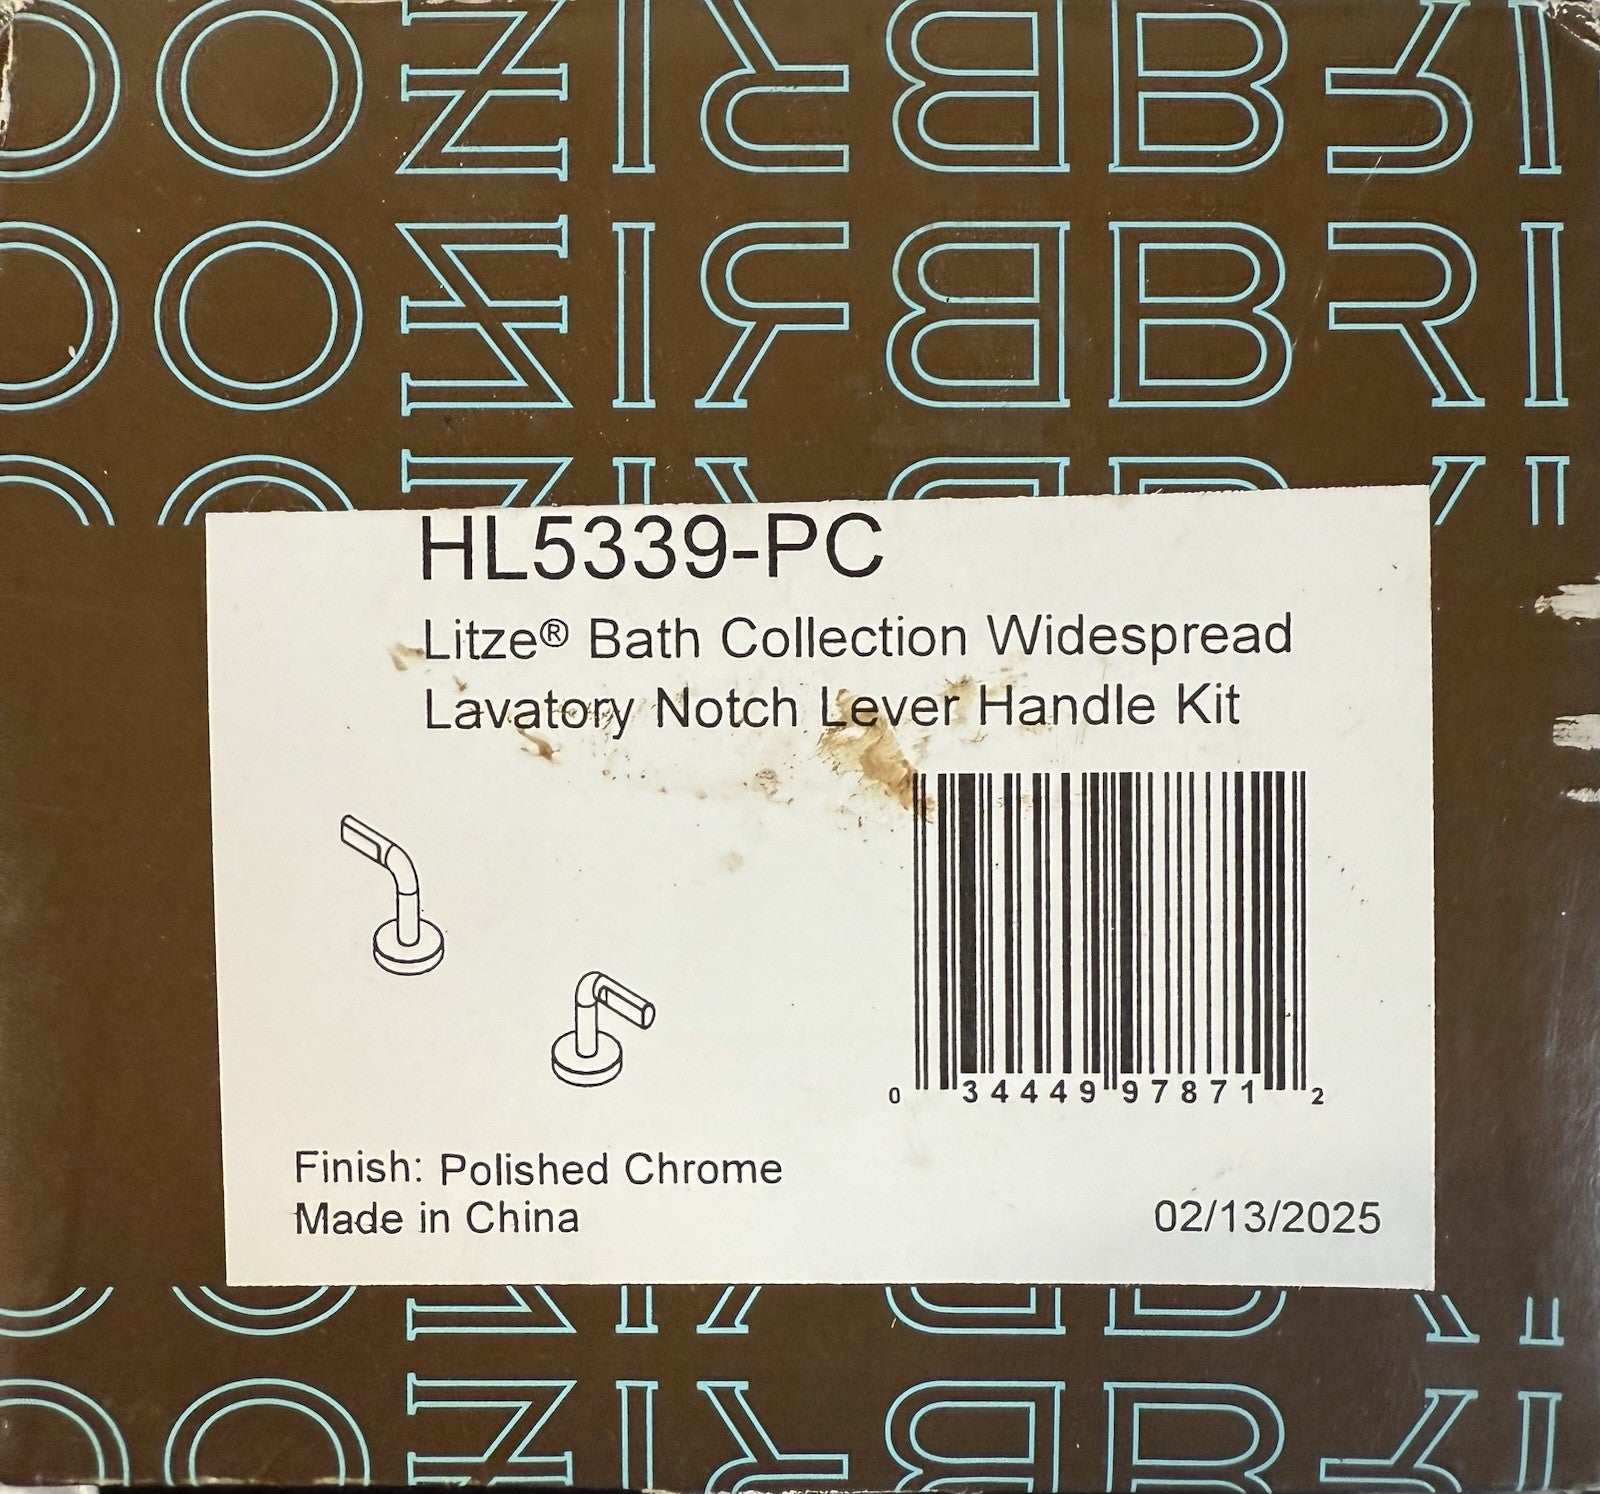 HL5339-PC
Litze® Bath Collection Widespread
Lavatory Notch Lever Handle Kit
0 34449 97871 2
Finish: Polished Chrome
Made in China
02/13/2025